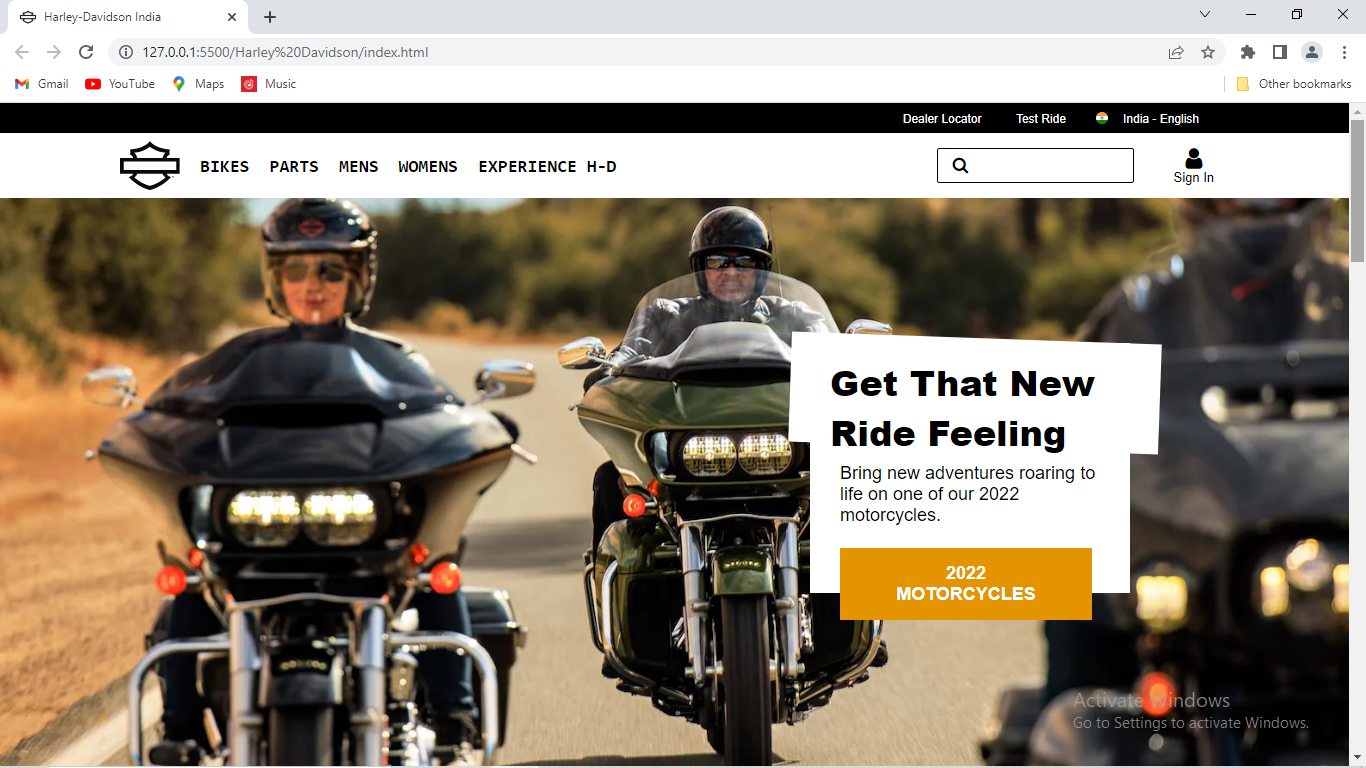 Harley-Davidson India
127.0.0.1:5500/Harley%20Davidson/index.html
Gmail YouTube Maps Music Other bookmarks
Dealer Locator Test Ride India - English
BIKES PARTS MENS WOMENS EXPERIENCE H-D
Sign In
Get That New
Ride Feeling
Bring new adventures roaring to
life on one of our 2022
motorcycles.
2022
MOTORCYCLES
Activate Windows
Go to Settings to activate Windows.